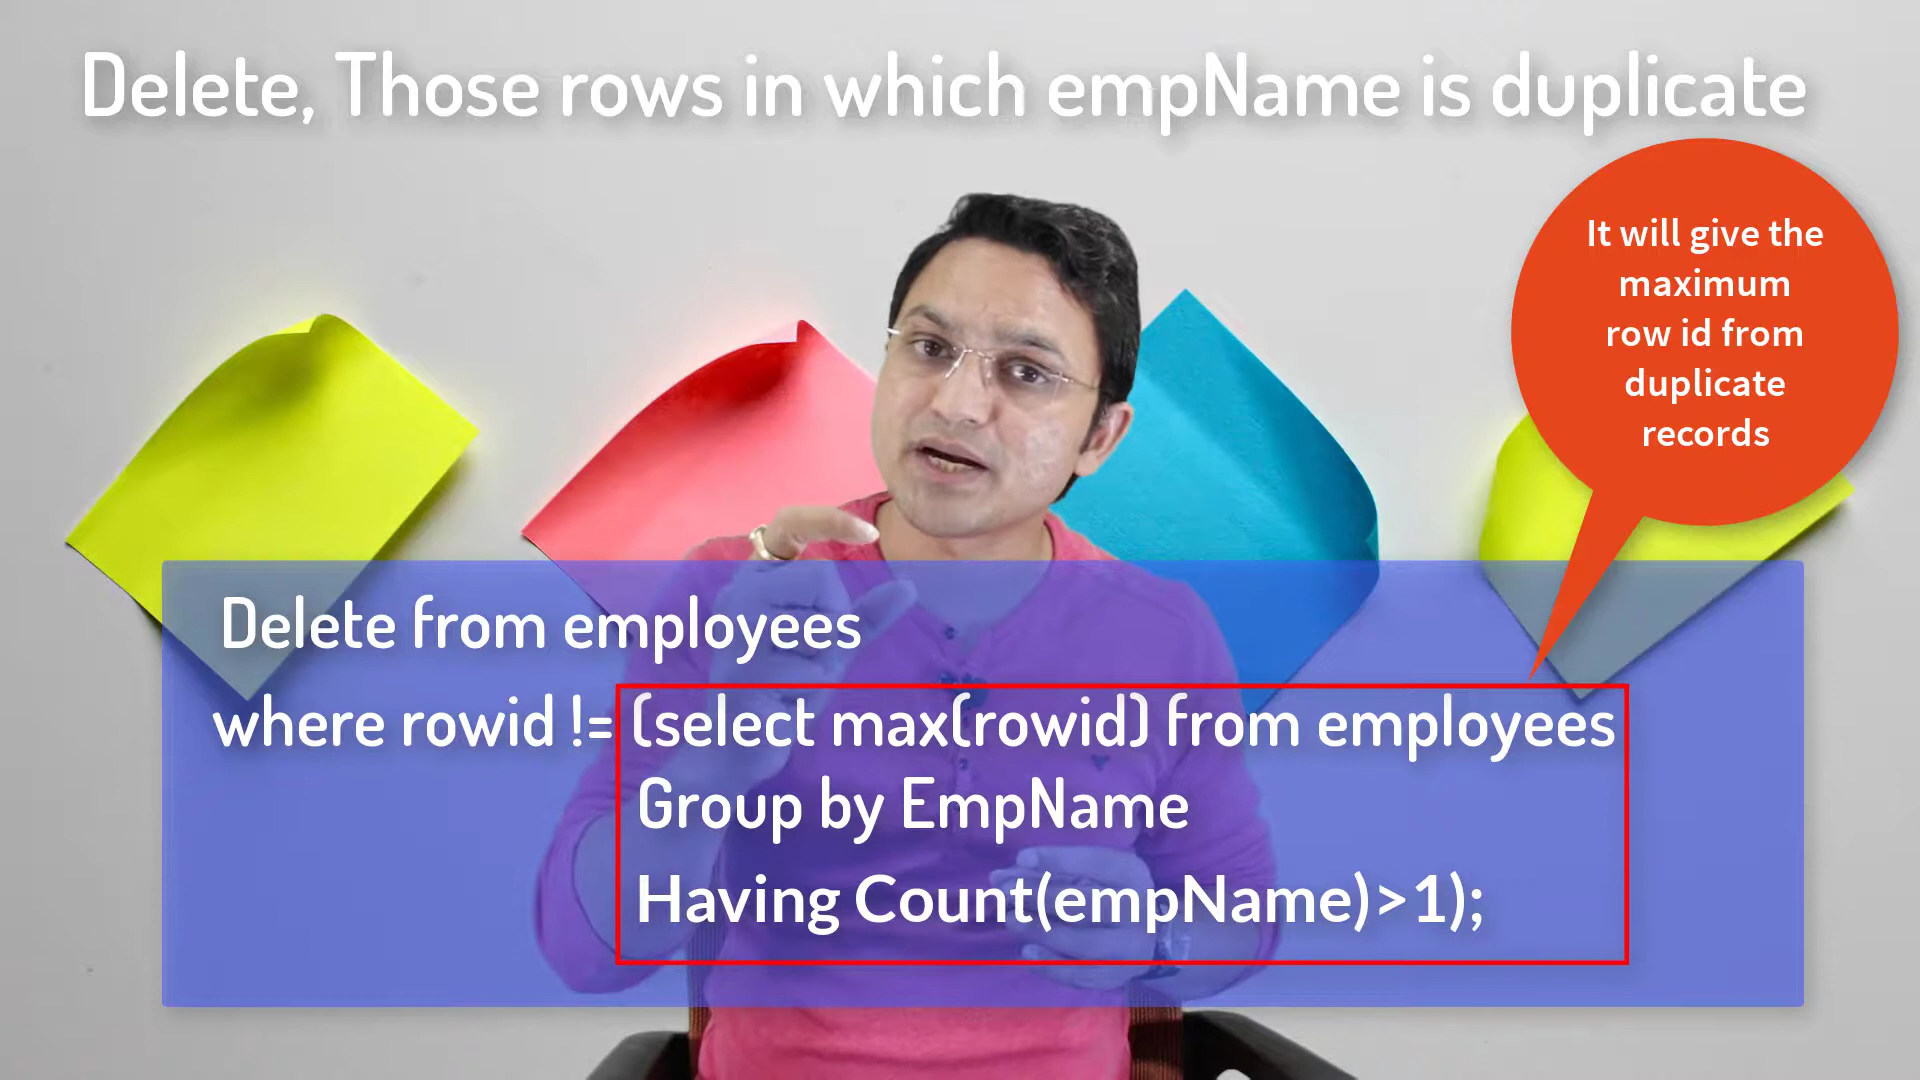 Delete, Those rows in which empName is duplicate
It will give the
maximum
row id from
duplicate
records
Delete from employees
where rowid != (select max(rowid) from employees
Group by EmpName
Having Count(empName)>1);